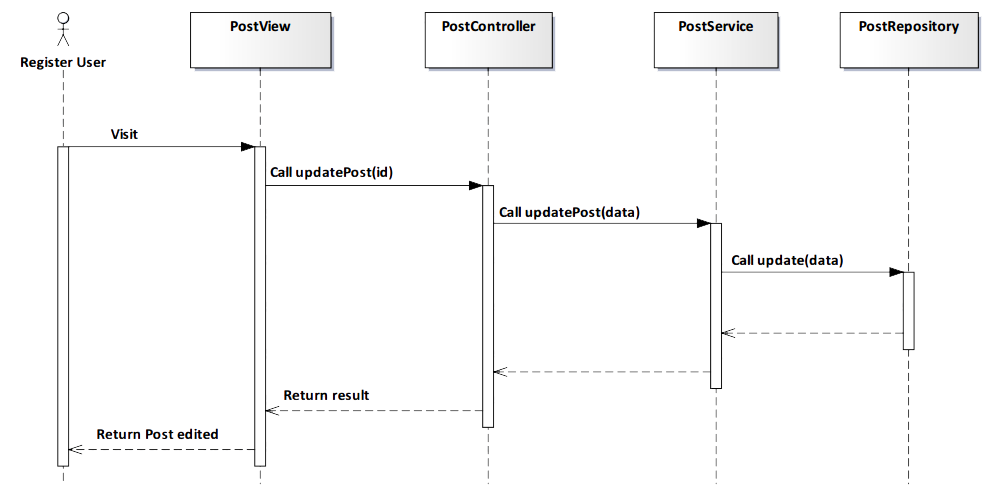 PostView
PostController
PostService
PostRepository
Register User
Visit
Call updatePost(id)
Call updatePost(data)
Call update(data)
Return result
Return Post edited